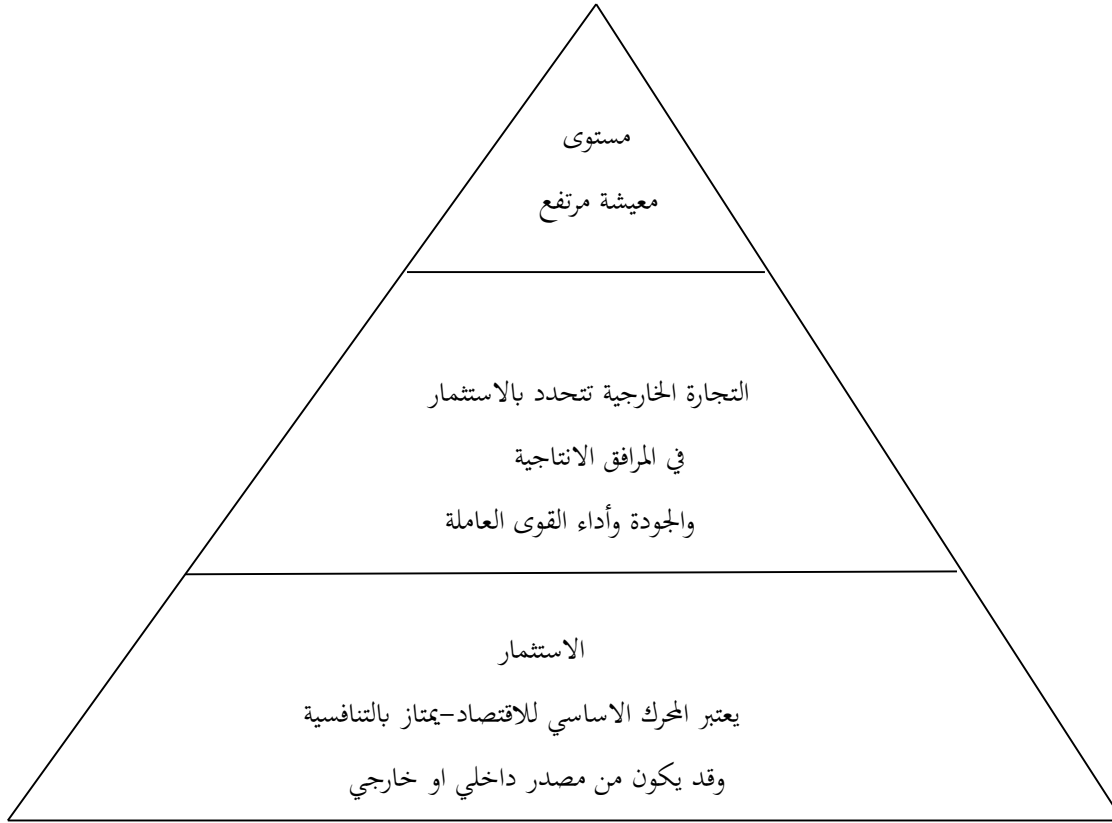 مستوى
معيشة مرتفع
التجارة الخارجية تتحدد بالاستثمار
في المرافق الانتاجية
والجودة وأداء القوى العاملة
الاستثمار
يعتبر المحرك الاساسي للاقتصاد-يمتاز بالتنافسية
وقد يكون من مصدر داخلي او خارجي